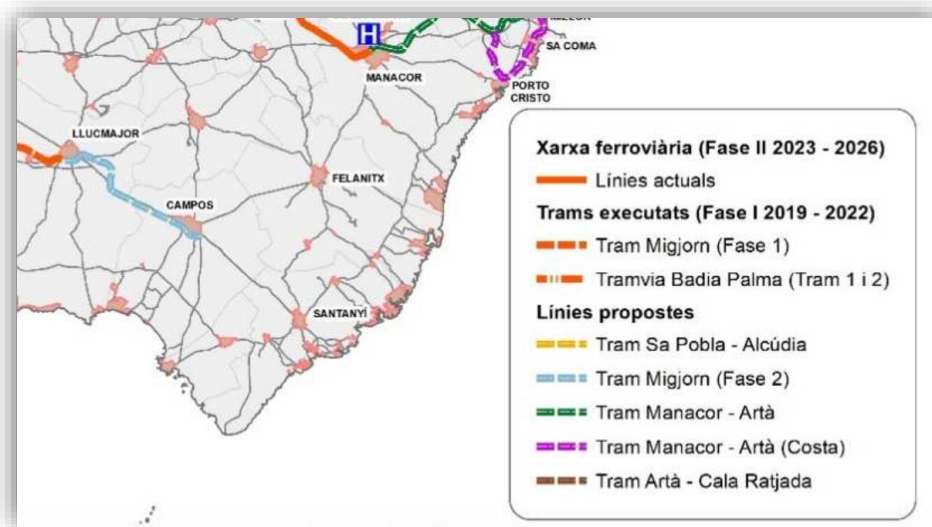 H
MANACOR
SA COMA
PORTO
CRISTO
LLUCMAJOR
FELANITX
CAMPOS
SANTANYÍ
Xarxa ferroviària (Fase II 2023 - 2026)
Línies actuals
Trams executats (Fase I 2019 - 2022)
Tram Migjorn (Fase 1)
Tramvia Badia Palma (Tram 1 i 2)
Línies propostes
Tram Sa Pobla - Alcúdia
Tram Migjorn (Fase 2)
Tram Manacor - Artà
Tram Manacor - Artà (Costa)
Tram Artà - Cala Ratjada